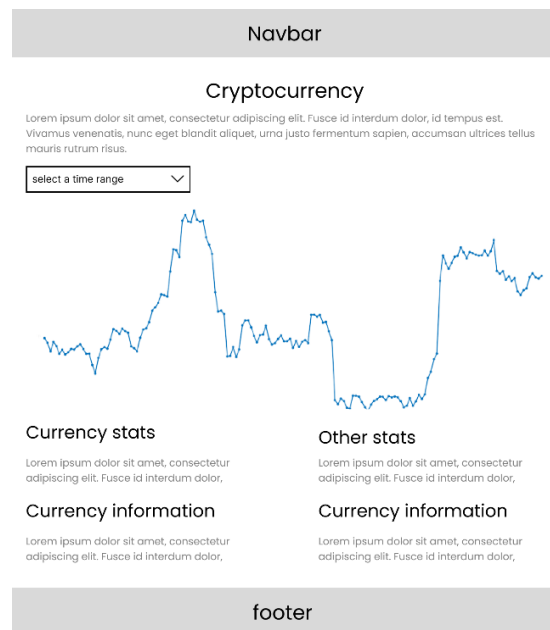 Navbar
Cryptocurrency
Lorem ipsum dolor sit amet, consectetur adipiscing elit. Fusce id interdum dolor, id tempus est.
Vivamus venenatis, nunc eget blandit aliquet, urna justo fermentum sapien, accumsan ultrices tellus
mauris rutrum risus.
select a time range
Currency stats
Lorem ipsum dolor sit amet, consectetur
adipiscing elit. Fusce id interdum dolor,
Other stats
Lorem ipsum dolor sit amet, consectetur
adipiscing elit. Fusce id interdum dolor,
Currency information
Lorem ipsum dolor sit amet, consectetur
adipiscing elit. Fusce id interdum dolor,
Currency information
Lorem ipsum dolor sit amet, consectetur
adipiscing elit. Fusce id interdum dolor,
footer